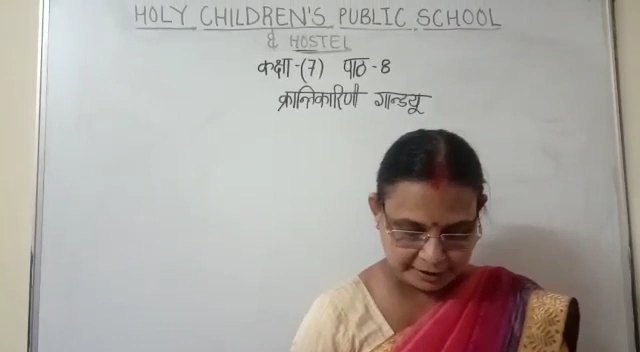 HOLY CHILDREN'S PUBLIC SCHOOL
& HOSTEL
कक्षा-(7) पाठ-8
क्रान्तिकारिणी गान्डयू